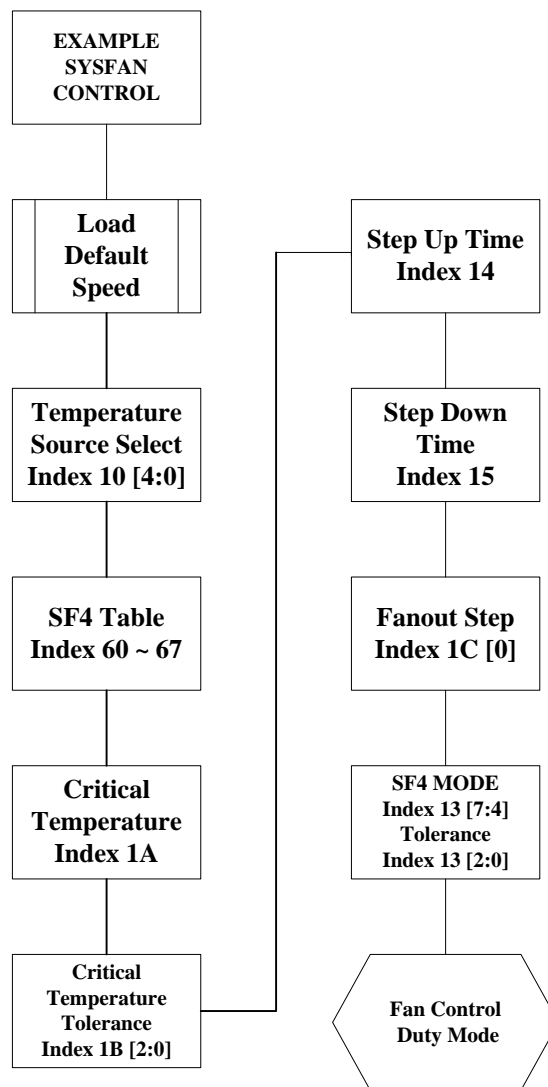 EXAMPLE
SYSFAN
CONTROL
Load
Default
Speed
Temperature
Source Select
Index 10 [4:0]
SF4 Table
Index 60 ~ 67
Critical
Temperature
Index 1A
Critical
Temperature
Tolerance
Index 1B [2:0]
Step Up Time
Index 14
Step Down
Time
Index 15
Fanout Step
Index 1C [0]
SF4 MODE
Index 13 [7:4]
Tolerance
Index 13 [2:0]
Fan Control
Duty Mode